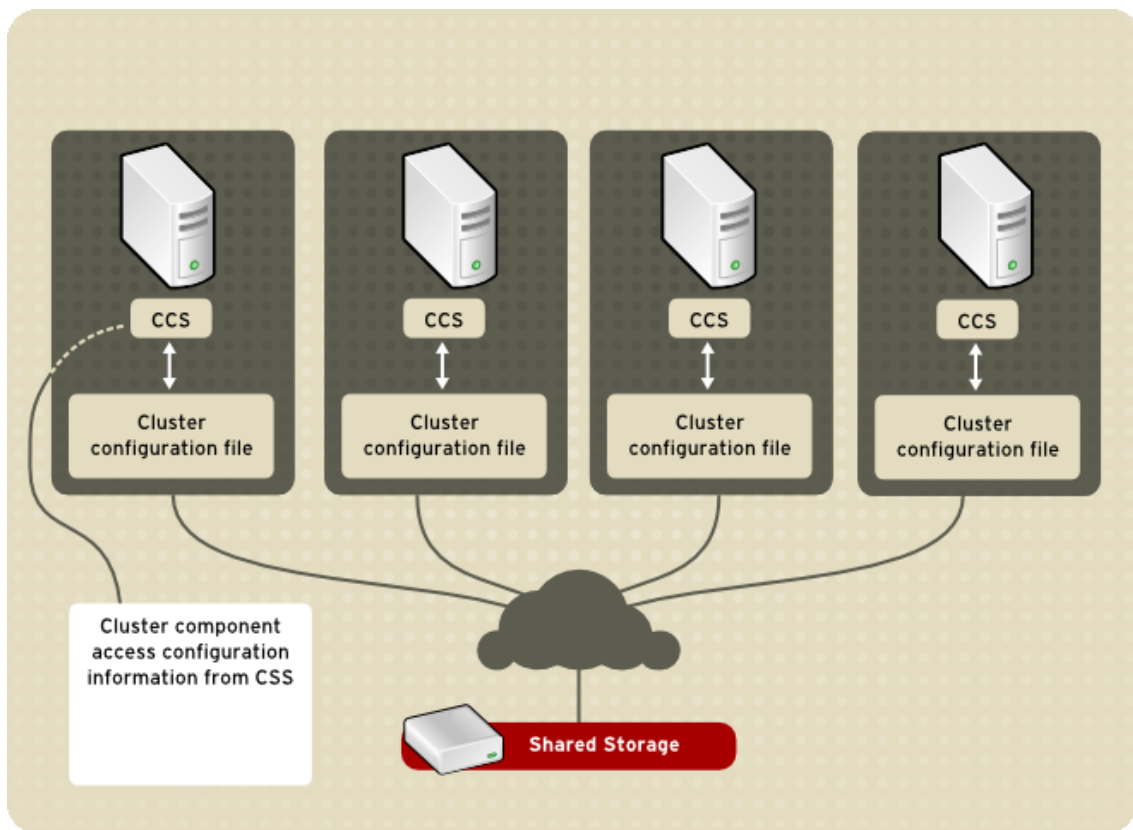 CCS
CCS
CCS
CCS
Cluster
configuration file
Cluster
configuration file
Cluster
configuration file
Cluster
configuration file
Cluster component
access configuration
information from CSS
Shared Storage